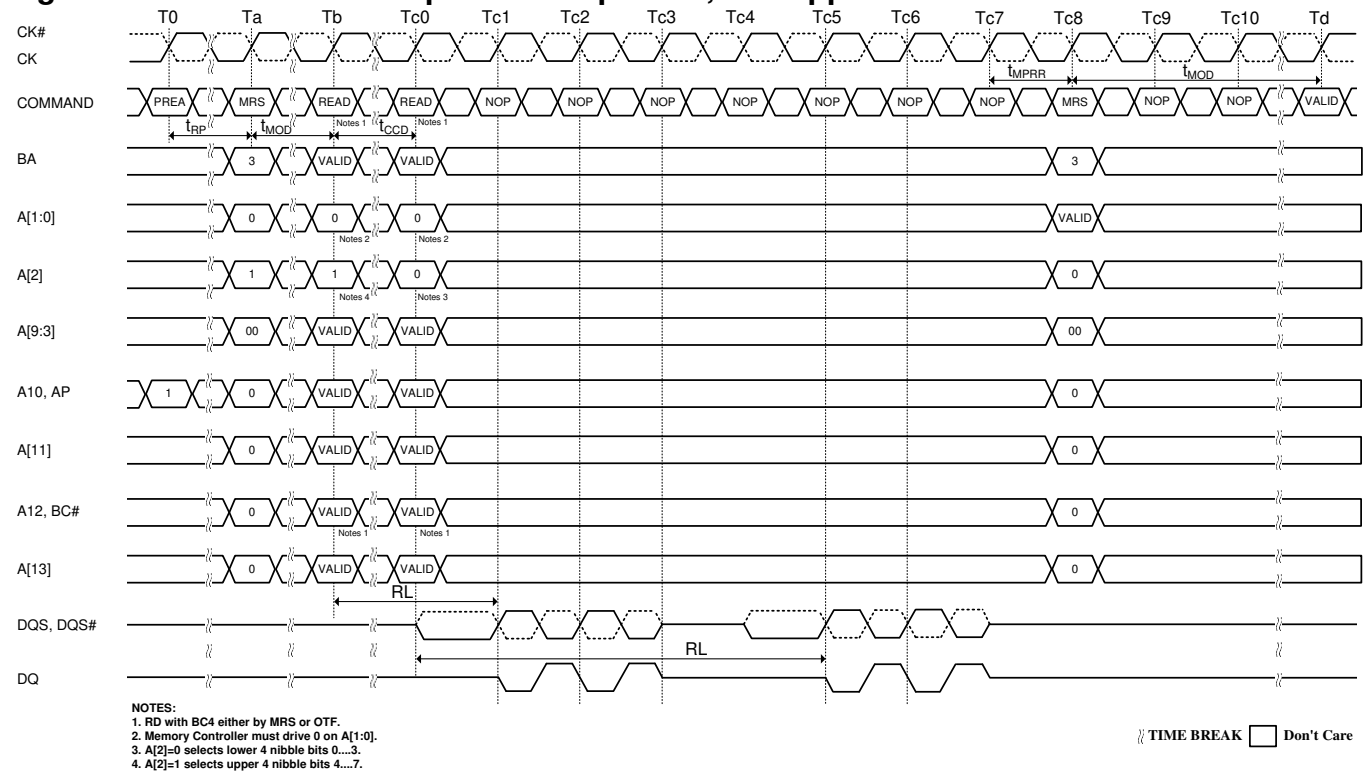 T0 Ta Tb Tc0 Tc1 Tc2 Tc3 Tc4 Tc5 Tc6 Tc7 Tc8 Tc9 Tc10 Td
CK#
CK
tMPRR tMOD
COMMAND PREA MRS READ READ NOP NOP NOP NOP NOP NOP NOP MRS NOP NOP VALID
Notes 1 Notes 1
tRP tMOD tCCD
BA 3 VALID VALID 3
A[1:0] 0 0 0 VALID
Notes 2 Notes 2
A[2] 1 1 0 0
Notes 4 Notes 3
A[9:3] 00 VALID VALID 00
A10, AP 1 0 VALID VALID 0
A[11] 0 VALID VALID 0
A12, BC# 0 VALID VALID 0
Notes 1 Notes 1
A[13] 0 VALID VALID 0
RL
DQS, DQS#
RL
DQ
NOTES:
1. RD with BC4 either by MRS or OTF.
2. Memory Controller must drive 0 on A[1:0].
3. A[2]=0 selects lower 4 nibble bits 0....3.
4. A[2]=1 selects upper 4 nibble bits 4....7.
TIME BREAK Don't Care